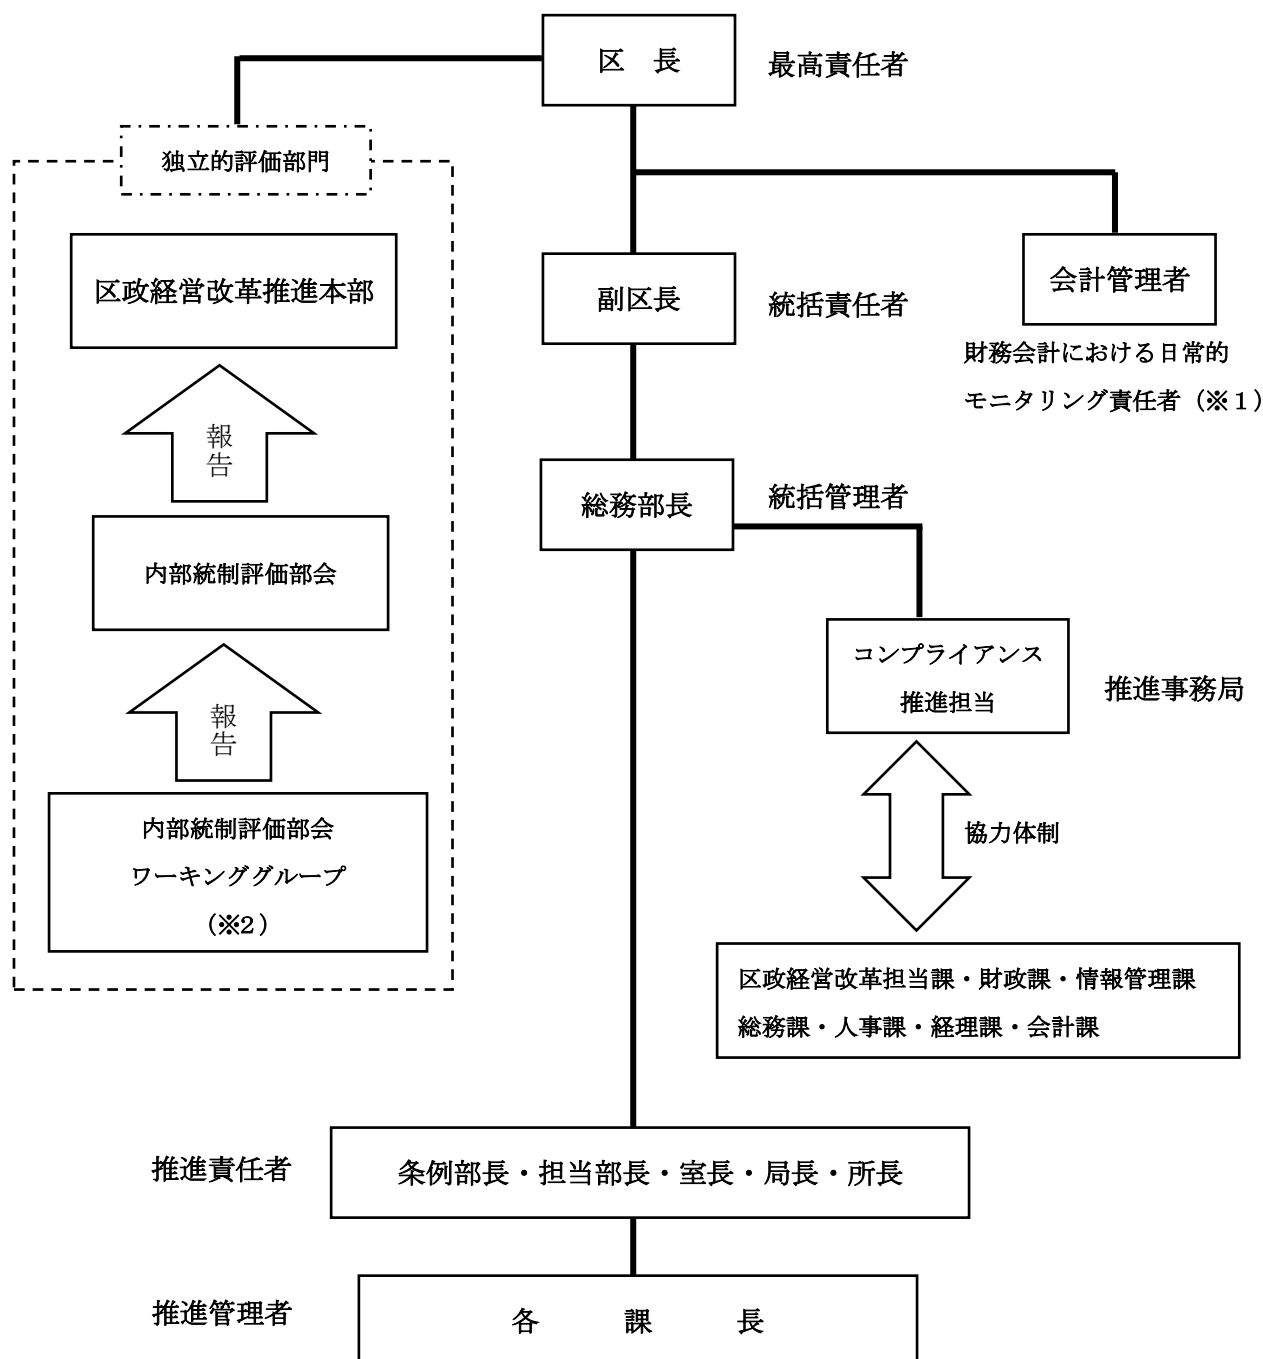 区　長
最高責任者
独立的評価部門
区政経営改革推進本部
報告
内部統制評価部会
報告
内部統制評価部会
ワーキンググループ
（※2）
副区長
統括責任者
会計管理者
財務会計における日常的
モニタリング責任者（※１）
総務部長
統括管理者
コンプライアンス
推進担当
推進事務局
協力体制
区政経営改革担当課・財政課・情報管理課
総務課・人事課・経理課・会計課
推進責任者
条例部長・担当部長・室長・局長・所長
推進管理者
各　課　長